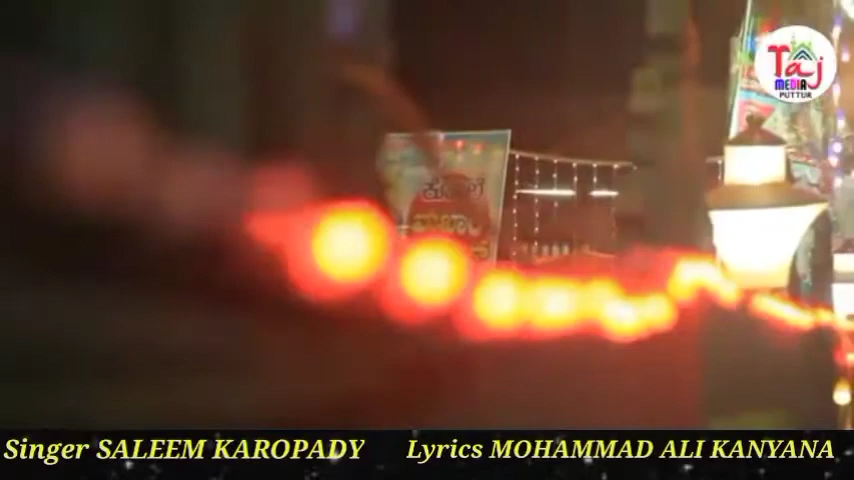 Taj
MEDIA
PUTTUR
Singer SALEEM KAROPADY
Lyrics MOHAMMAD ALI KANYANA